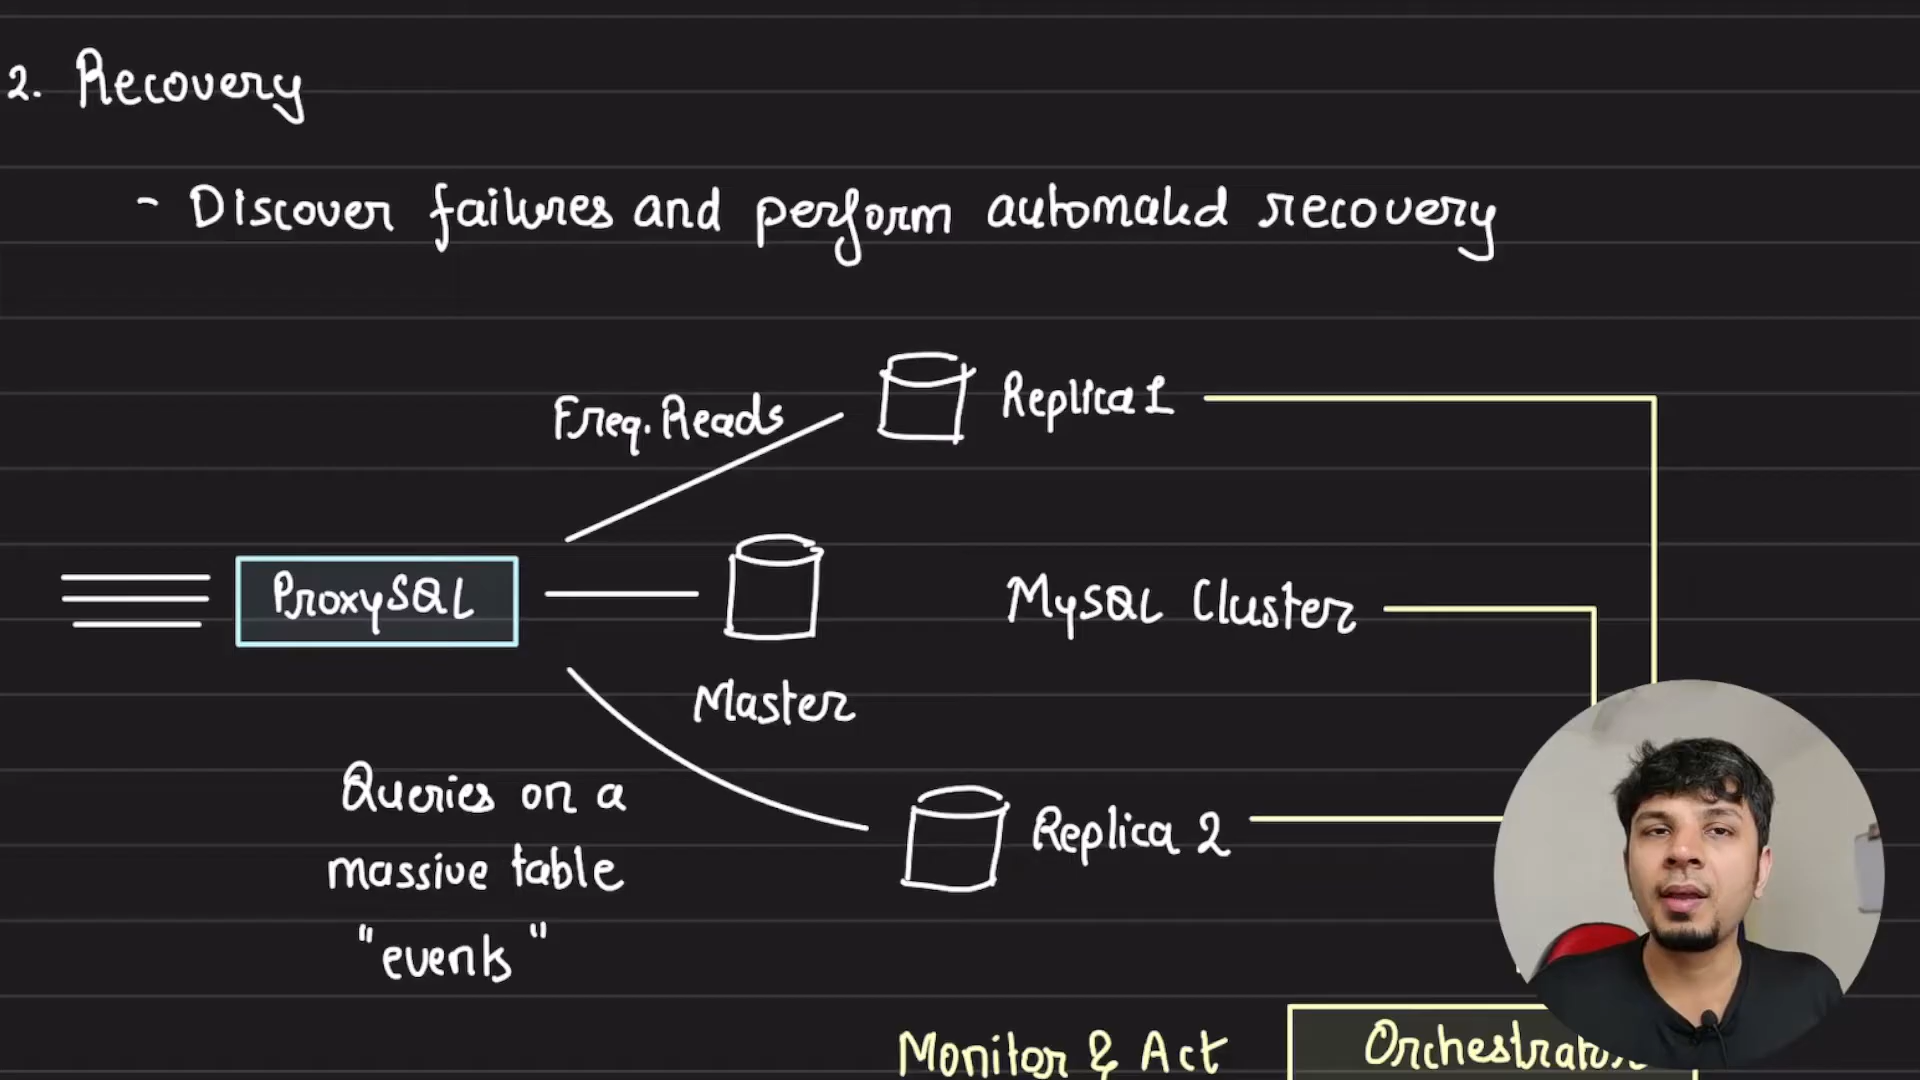 2. Recovery
- Discover failures and perform automated recovery
Freq. Reads
Replica 1
ProxySQL
MySQL Cluster
Master
Queries on a
massive table
"events"
Replica 2
Monitor & Act
Orchestrator